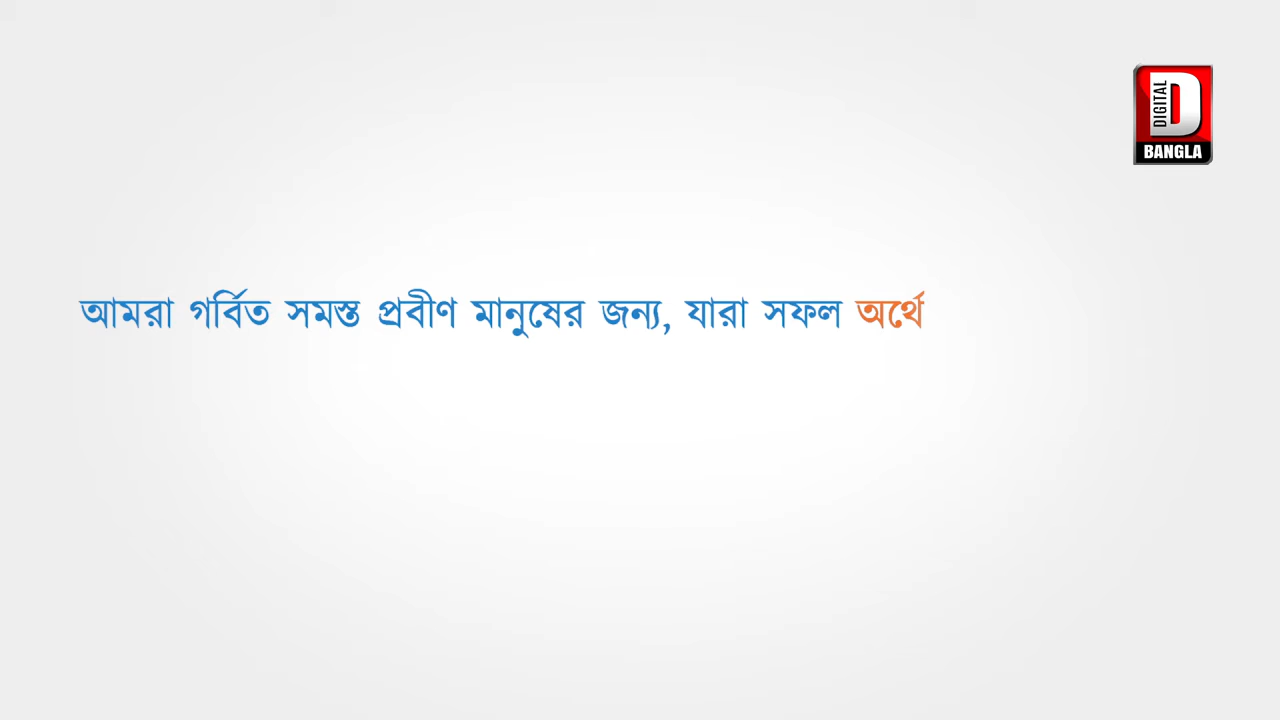 DIGITAL
D
BANGLA
আমরা গর্বিত সমস্ত প্রবীণ মানুষের জন্য, যারা সফল অর্থে